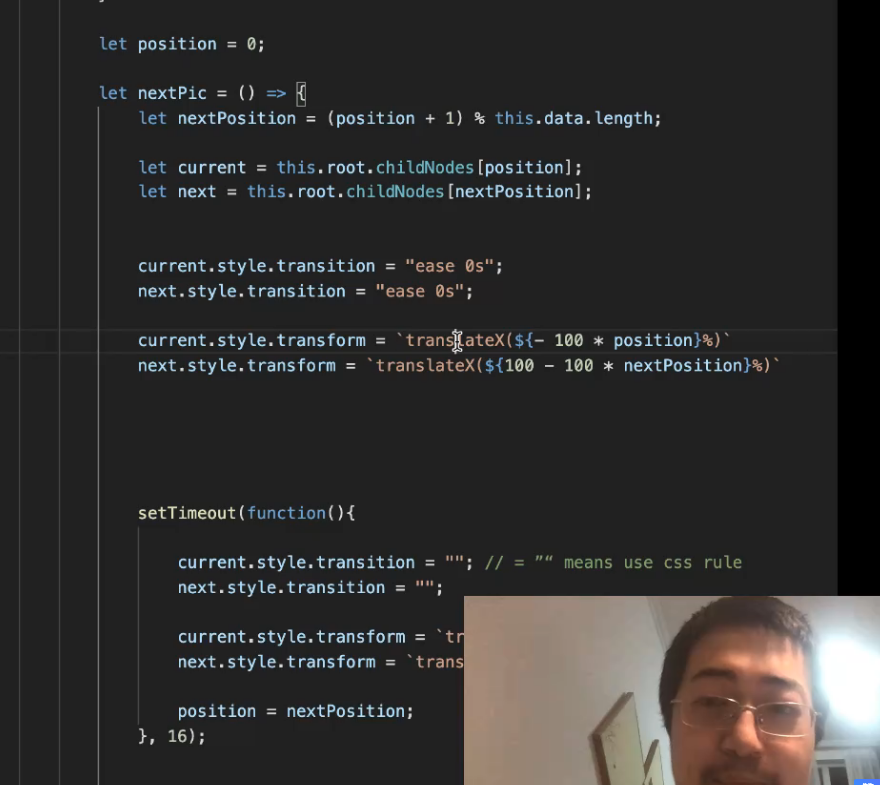 let position = 0;
let nextPic = () => {
let nextPosition = (position + 1) % this.data.length;
let current = this.root.childNodes[position];
let next = this.root.childNodes[nextPosition];
current.style.transition = "ease 0s";
next.style.transition = "ease 0s";
current.style.transform = `translateX(${- 100 * position}%)`
next.style.transform = `translateX(${100 - 100 * nextPosition}%)`
setTimeout(function(){
current.style.transition = ""; // = ”“ means use css rule
next.style.transition = "";
current.style.transform = `tr
next.style.transform = `trans
position = nextPosition;
}, 16);